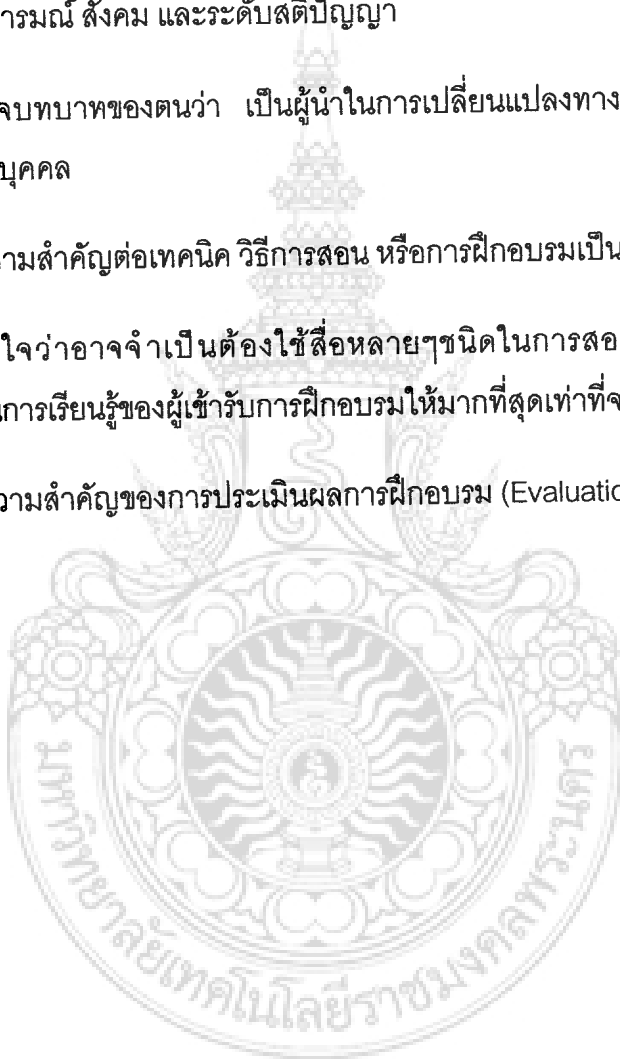 ารมณ์ สังคม และระดับสติปัญญา
จบทบาทของตนว่า เป็นผู้นำในการเปลี่ยนแปลงทาง
บุคคล
ามสำคัญต่อเทคนิค วิธีการสอน หรือการฝึกอบรมเป็น
ใจว่าอาจจำเป็นต้องใช้สื่อหลายๆชนิดในการสอ
นการเรียนรู้ของผู้เข้ารับการฝึกอบรมให้มากที่สุดเท่าที่จ
วามสำคัญของการประเมินผลการฝึกอบรม (Evaluatio
มหาวิทยาลัยเทคโนโลยีราชมงคลพระนคร